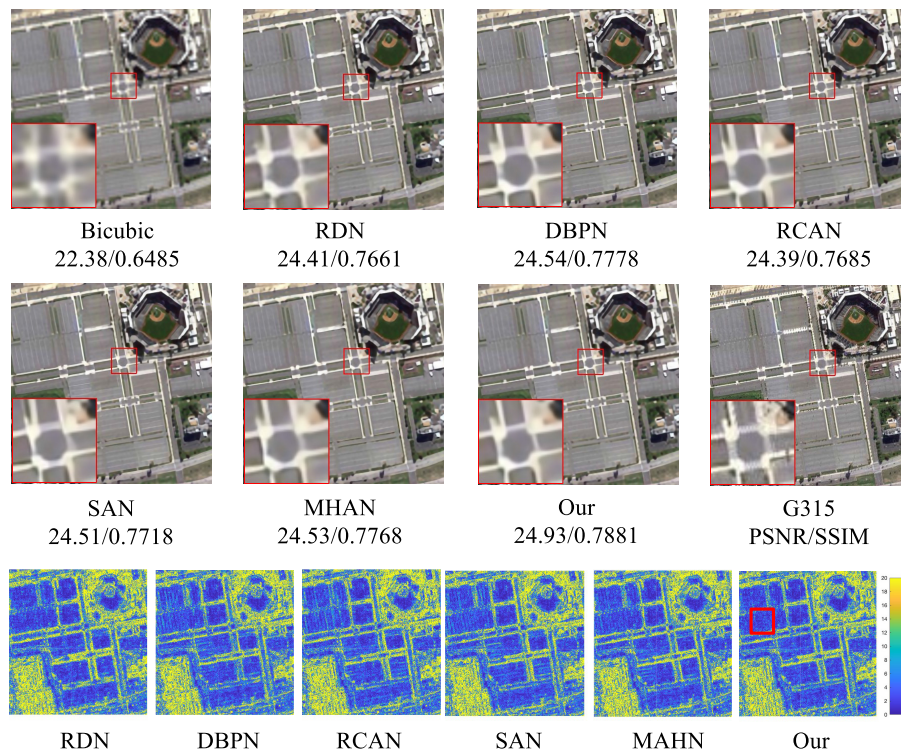 Bicubic RDN DBPN RCAN
22.38/0.6485 24.41/0.7661 24.54/0.7778 24.39/0.7685
SAN MHAN Our G315
24.51/0.7718 24.53/0.7768 24.93/0.7881 PSNR/SSIM
20
18
16
14
12
10
8
6
4
2
0
RDN DBPN RCAN SAN MAHN Our